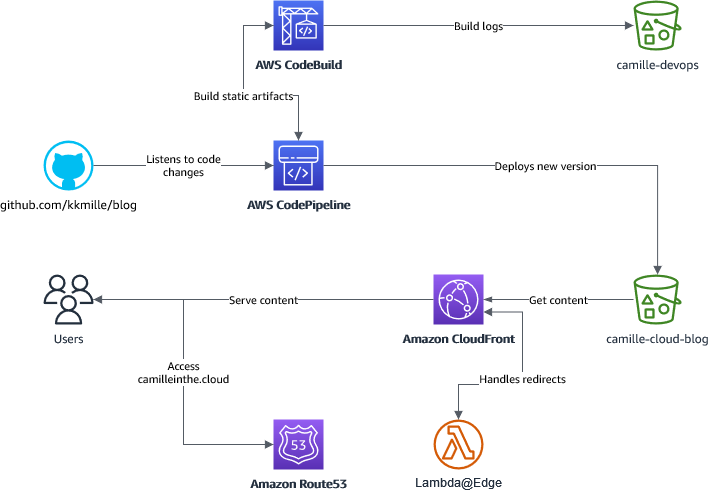 Build logs
AWS CodeBuild
camille-devops
Build static artifacts
Listens to code
changes
Deploys new version
github.com/kkmille/blog
AWS CodePipeline
Serve content
Get content
Users
Amazon CloudFront
camille-cloud-blog
Access
camilleinthe.cloud
Handles redirects
53
Amazon Route53
Lambda@Edge